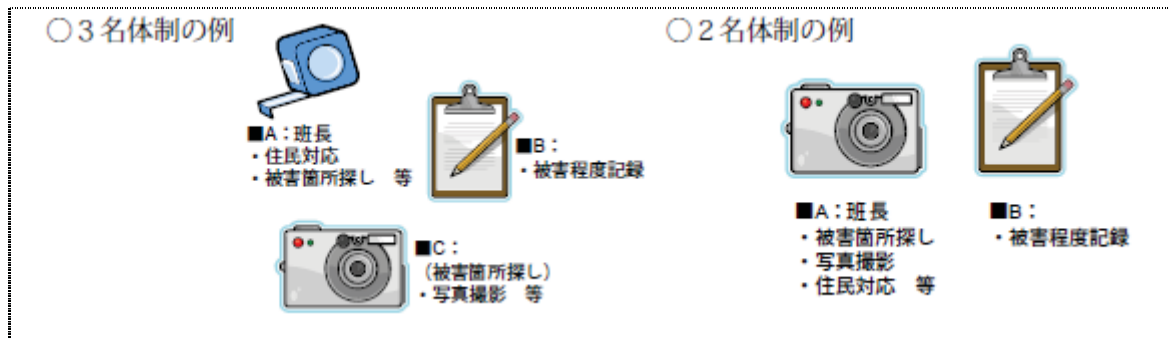 ○３名体制の例
■A：班長
・住民対応
・被害箇所探し　等
■B：
・被害程度記録
■C：
（被害箇所探し）
・写真撮影　等
○２名体制の例
■A：班長
・被害箇所探し
・写真撮影
・住民対応　等
■B：
・被害程度記録